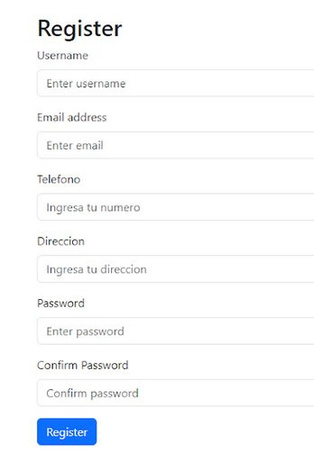 Register
Username
Enter username
Email address
Enter email
Telefono
Ingresa tu numero
Direccion
Ingresa tu direccion
Password
Enter password
Confirm Password
Confirm password
Register